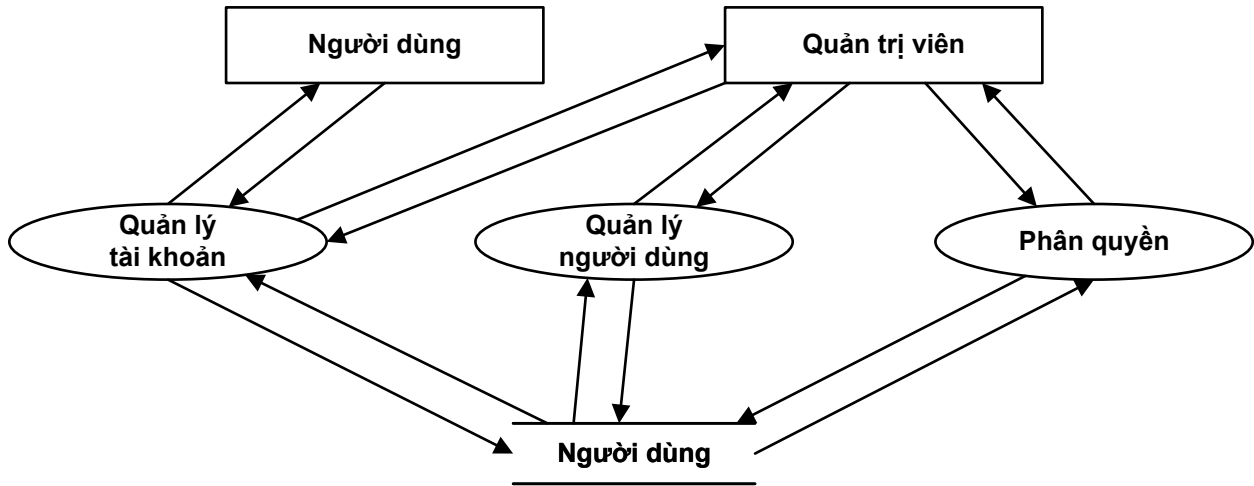 Người dùng
Quản trị viên
Quản lý
tài khoản
Quản lý
người dùng
Phân quyền
Người dùng